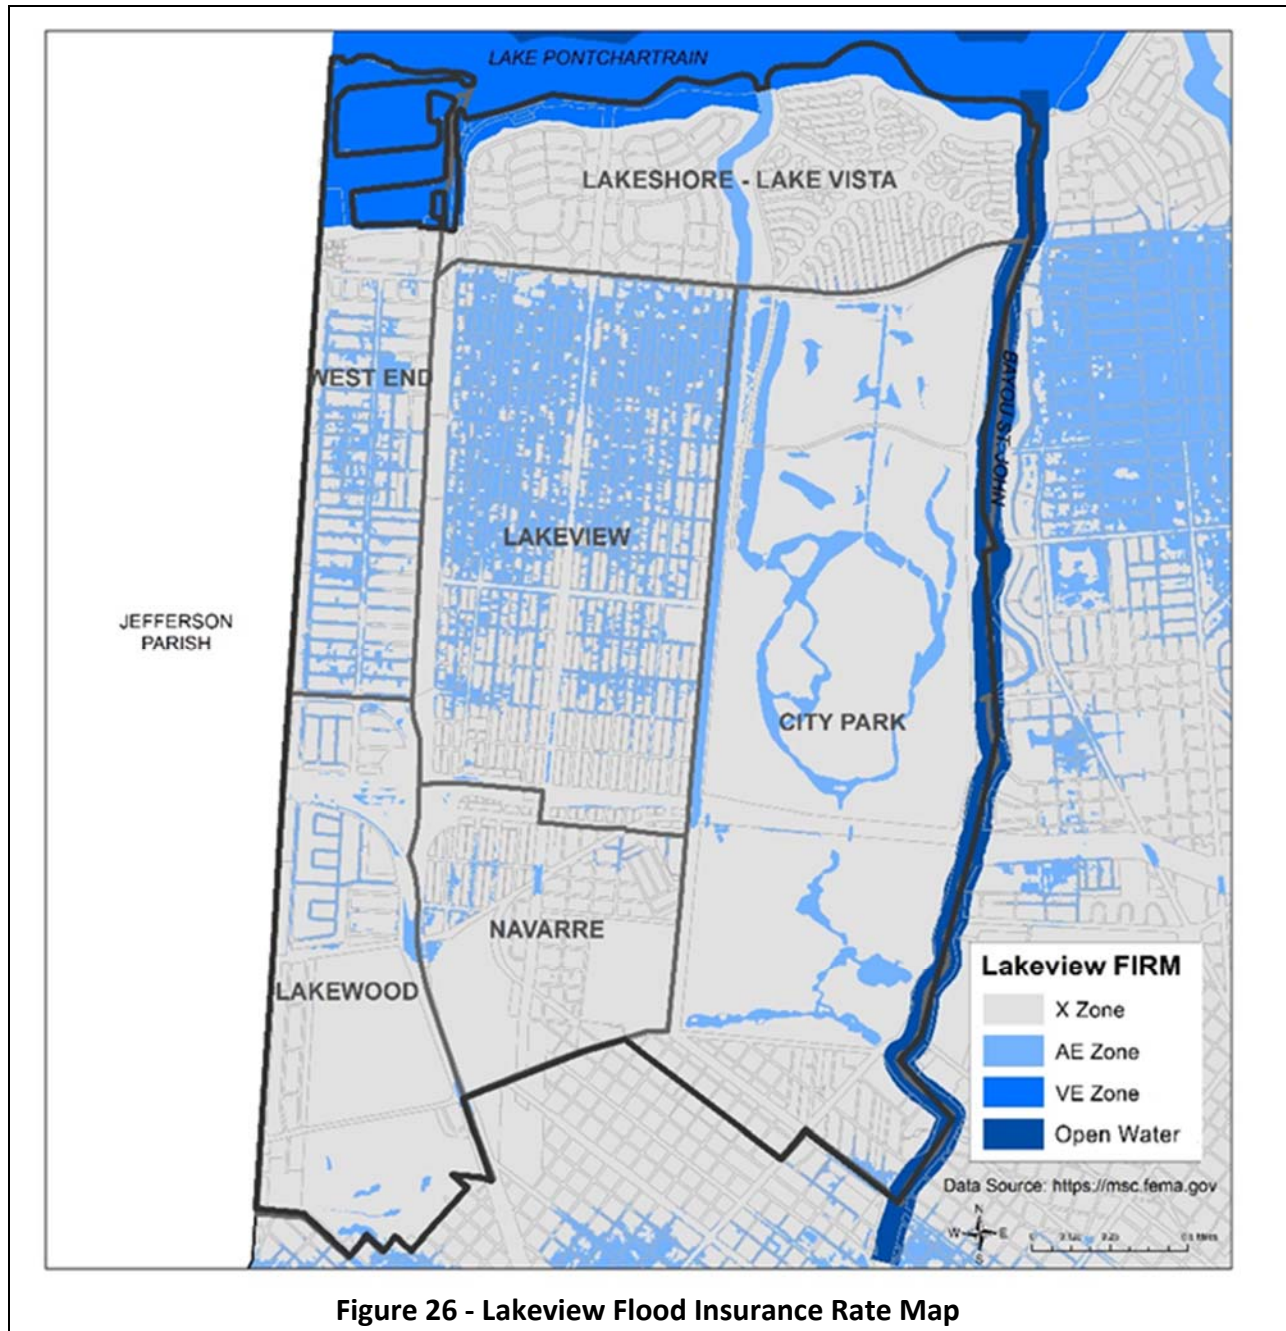 LAKE PONTCHARTRAIN
LAKESHORE - LAKE VISTA
WEST END
BAYOU ST. JOHN
LAKEVIEW
JEFFERSON
PARISH
CITY PARK
NAVARRE
LAKEWOOD
Lakeview FIRM
X Zone
AE Zone
VE Zone
Open Water
Data Source: https://msc.fema.gov
N
W E
S
Figure 26 - Lakeview Flood Insurance Rate Map